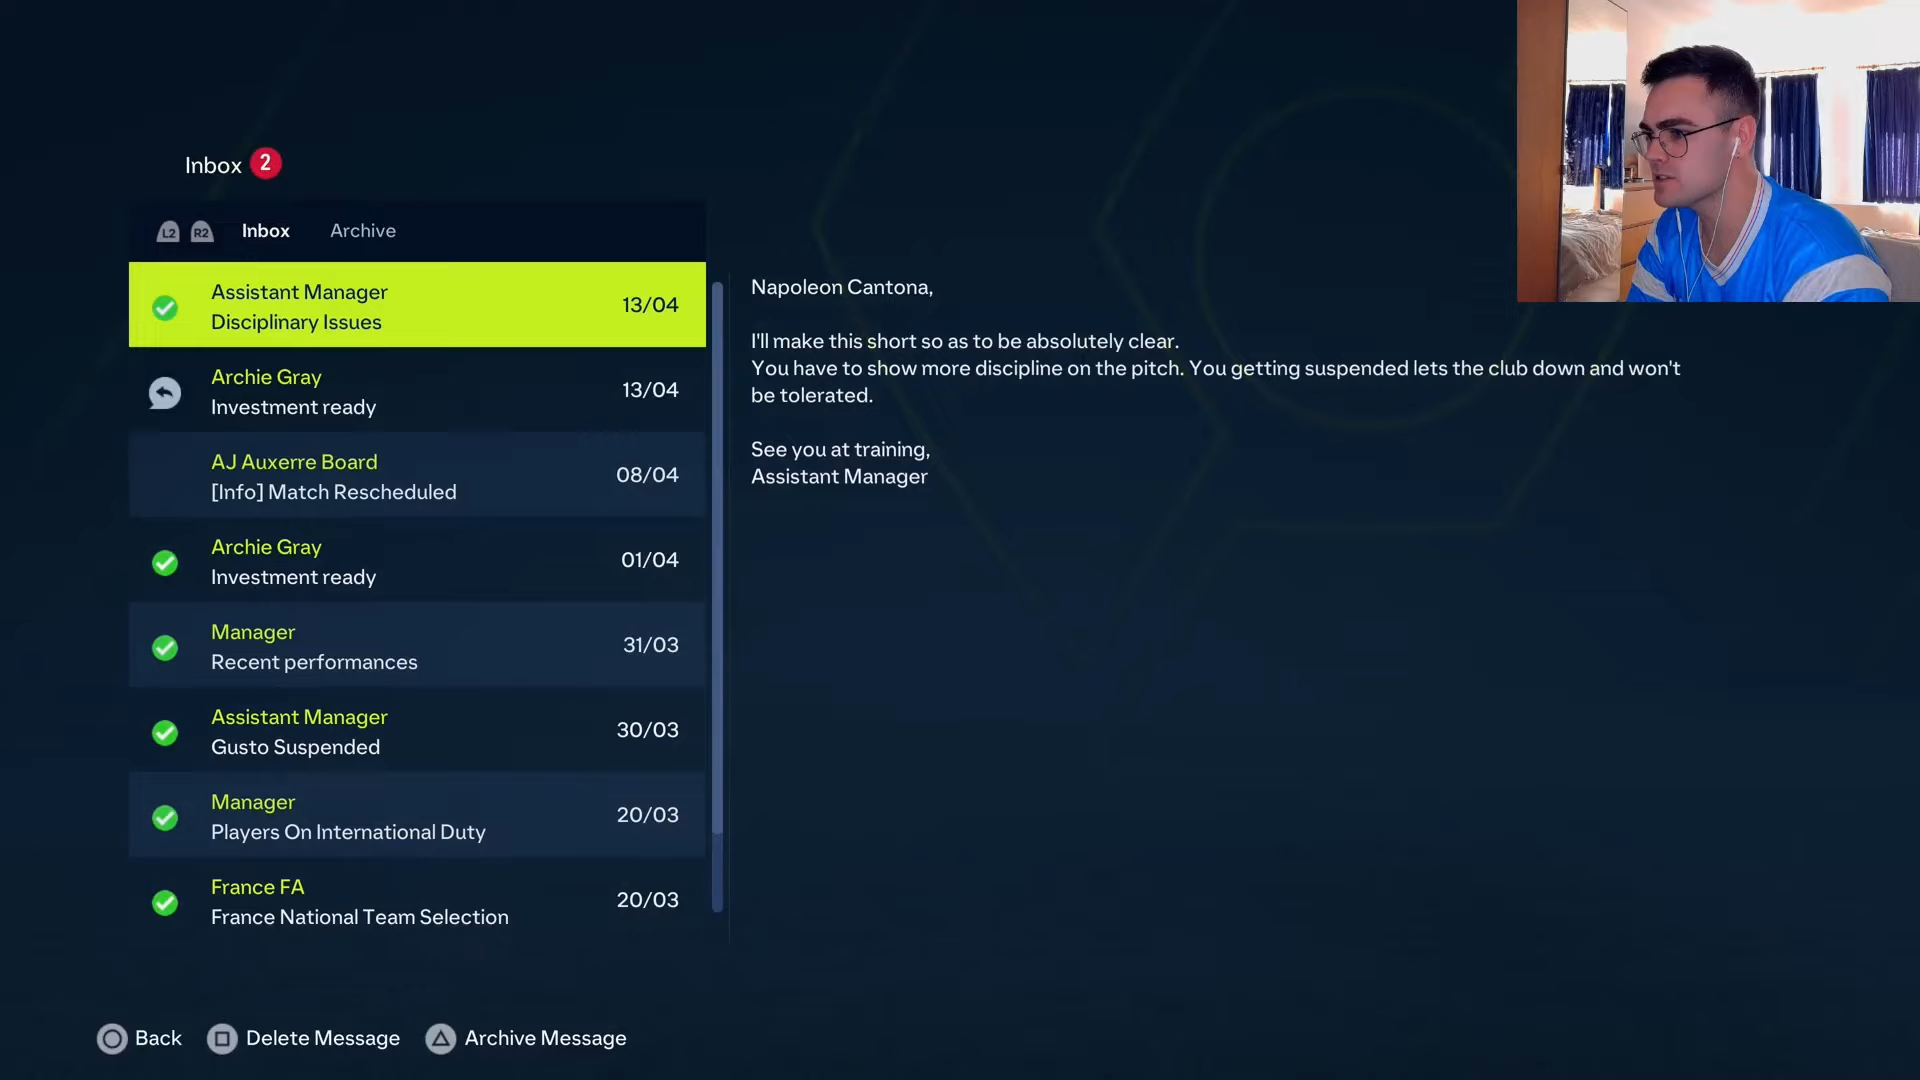 Inbox 2
L2 R2 Inbox Archive
Assistant Manager
Disciplinary Issues
13/04
Archie Gray
Investment ready
13/04
AJ Auxerre Board
[Info] Match Rescheduled
08/04
Archie Gray
Investment ready
01/04
Manager
Recent performances
31/03
Assistant Manager
Gusto Suspended
30/03
Manager
Players On International Duty
20/03
France FA
France National Team Selection
20/03
Napoleon Cantona,
I'll make this short so as to be absolutely clear.
You have to show more discipline on the pitch. You getting suspended lets the club down and won't
be tolerated.
See you at training,
Assistant Manager
Back Delete Message Archive Message